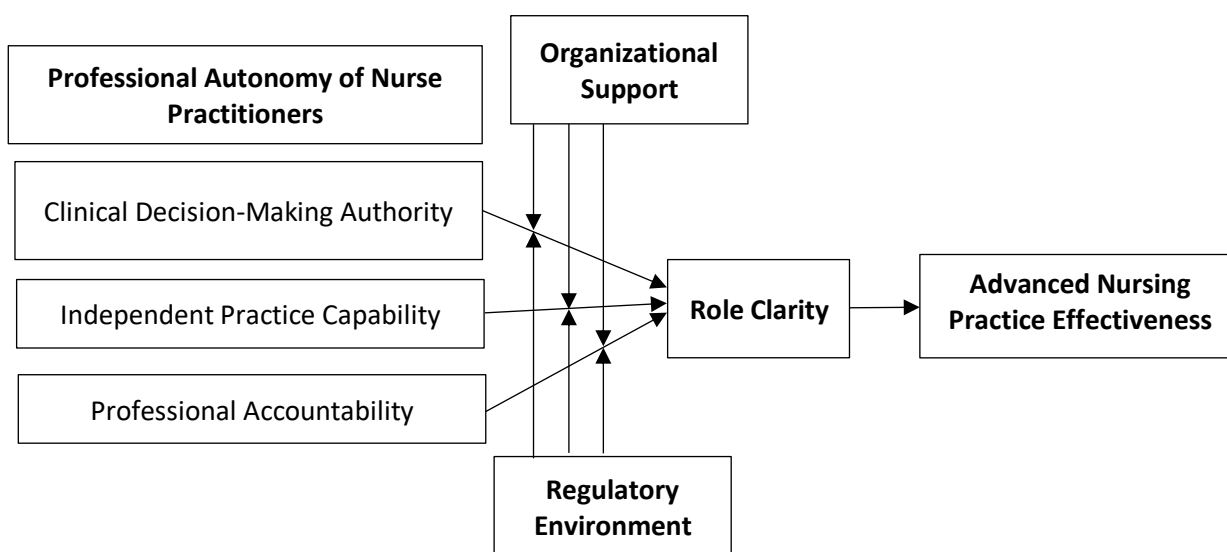 Professional Autonomy of Nurse
Practitioners
Organizational
Support
Clinical Decision-Making Authority
Independent Practice Capability
Professional Accountability
Role Clarity
Advanced Nursing
Practice Effectiveness
Regulatory
Environment